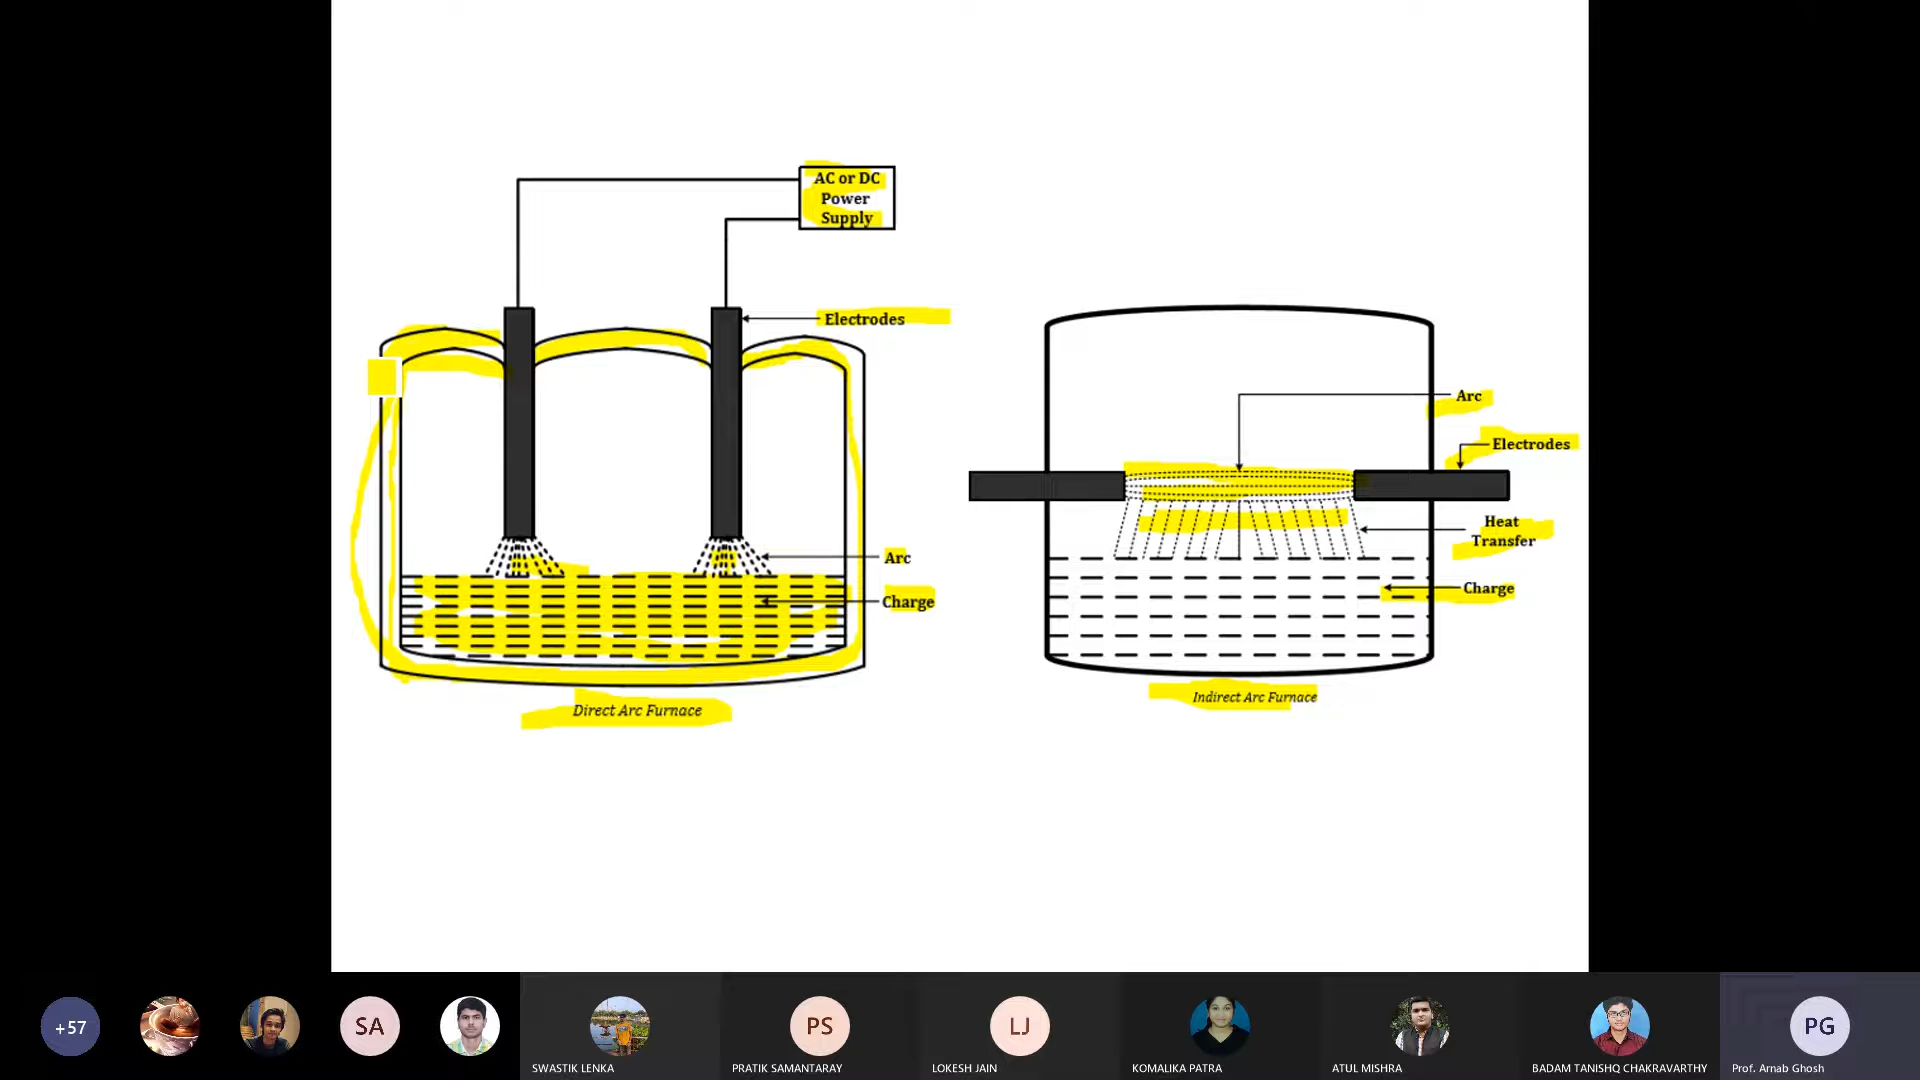 AC or DC
Power
Supply
Electrodes
Arc
Charge
Direct Arc Furnace
Arc
Electrodes
Heat
Transfer
Charge
Indirect Arc Furnace
+57
SA
PS
LJ
PG
SWASTIK LENKA
PRATIK SAMANTARAY
LOKESH JAIN
KOMALIKA PATRA
ATUL MISHRA
BADAM TANISHQ CHAKRAVARTHY
Prof. Arnab Ghosh